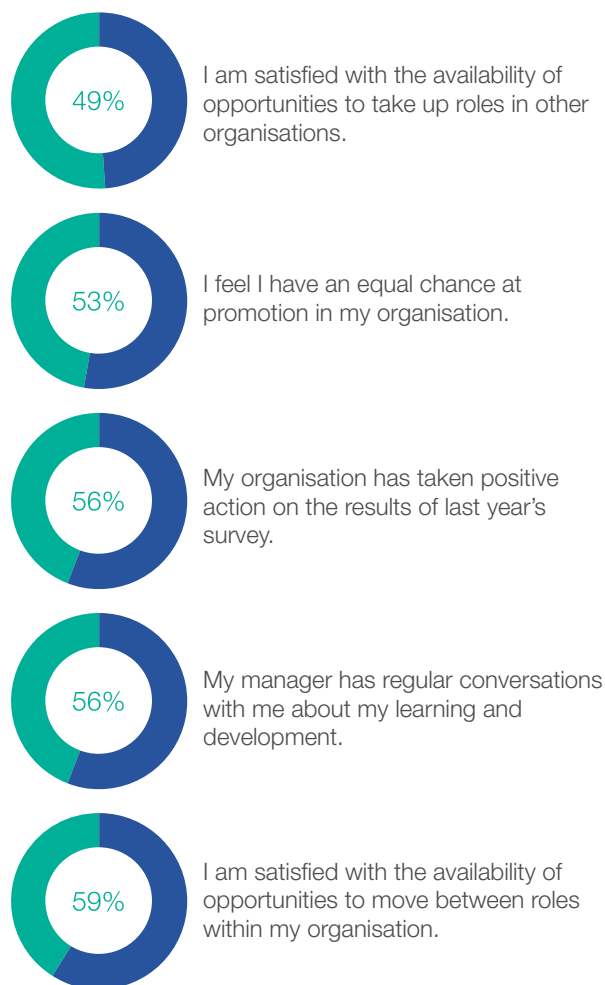 49%
I am satisfied with the availability of
opportunities to take up roles in other
organisations.
53%
I feel I have an equal chance at
promotion in my organisation.
56%
My organisation has taken positive
action on the results of last year’s
survey.
56%
My manager has regular conversations
with me about my learning and
development.
59%
I am satisfied with the availability of
opportunities to move between roles
within my organisation.